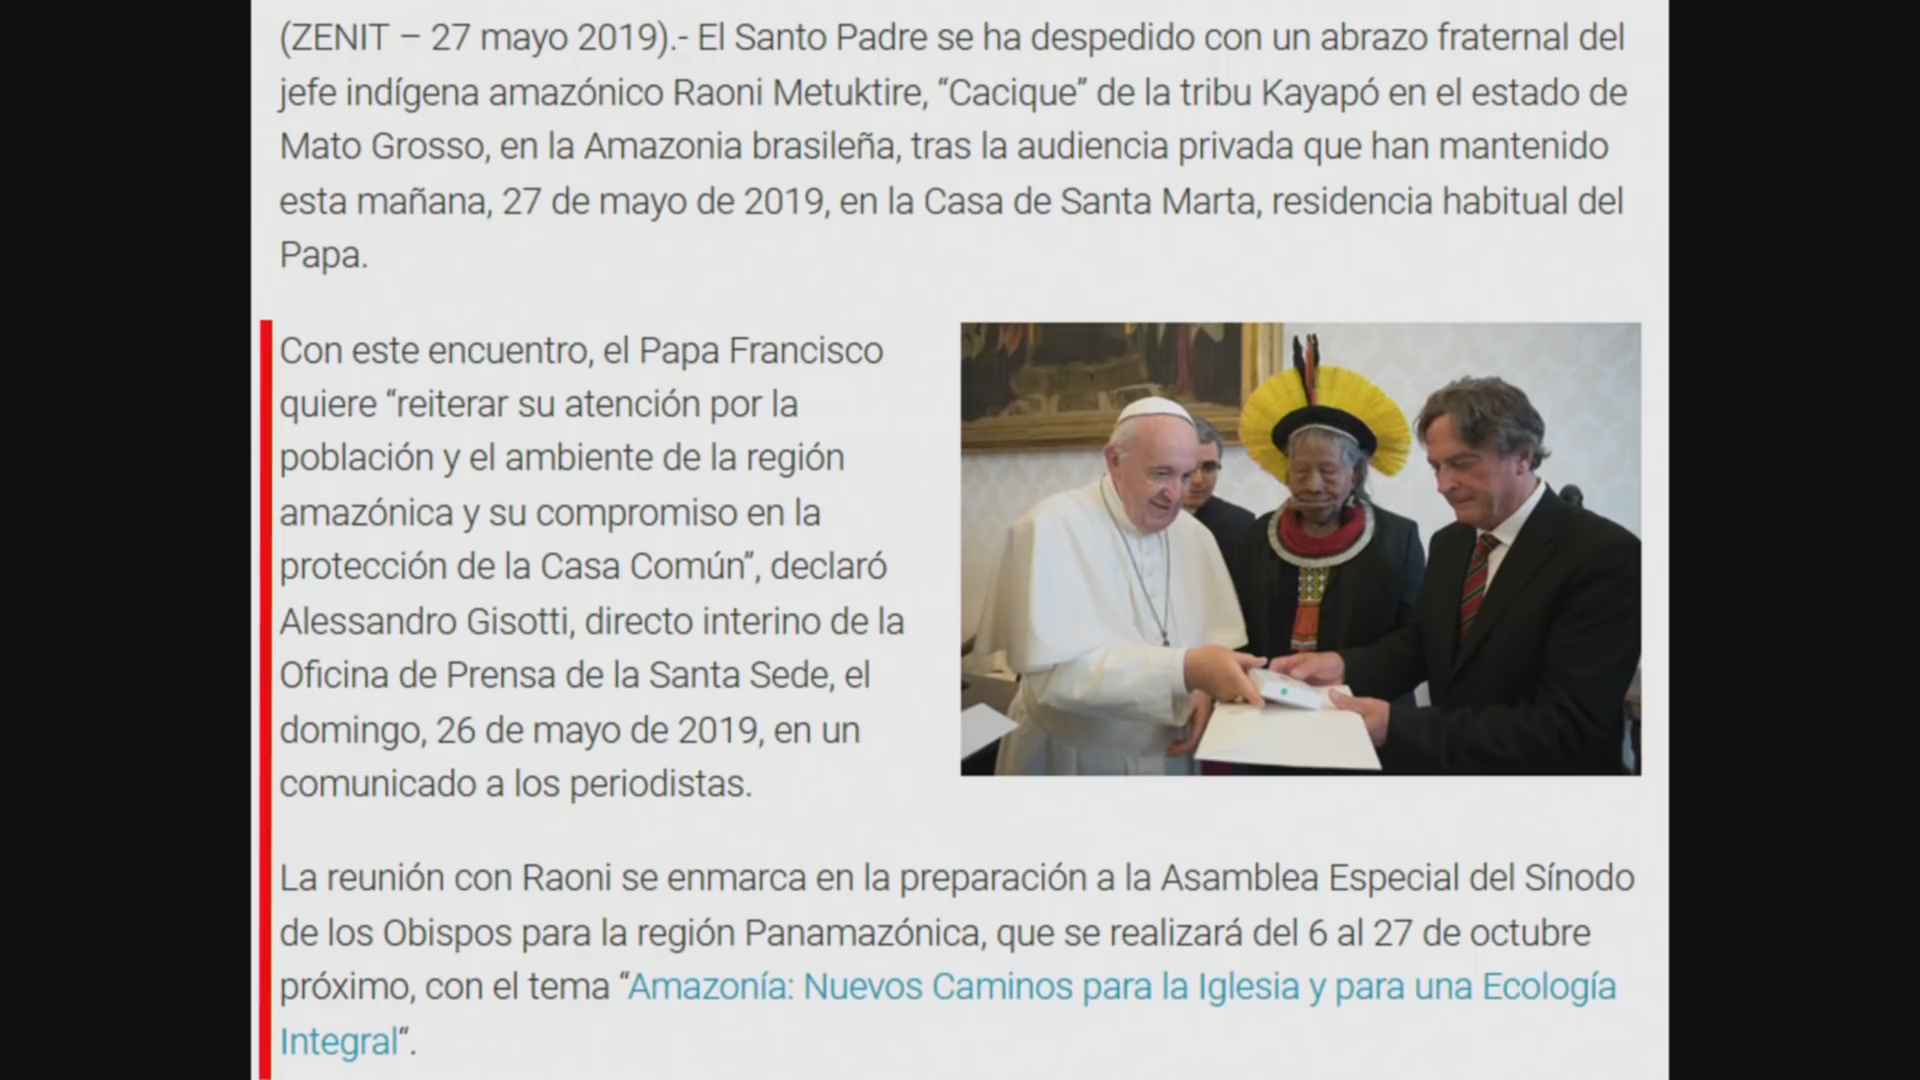 (ZENIT – 27 mayo 2019).- El Santo Padre se ha despedido con un abrazo fraternal del
jefe indígena amazónico Raoni Metuktire, “Cacique” de la tribu Kayapó en el estado de
Mato Grosso, en la Amazonia brasileña, tras la audiencia privada que han mantenido
esta mañana, 27 de mayo de 2019, en la Casa de Santa Marta, residencia habitual del
Papa.
Con este encuentro, el Papa Francisco
quiere “reiterar su atención por la
población y el ambiente de la región
amazónica y su compromiso en la
protección de la Casa Común”, declaró
Alessandro Gisotti, directo interino de la
Oficina de Prensa de la Santa Sede, el
domingo, 26 de mayo de 2019, en un
comunicado a los periodistas.
La reunión con Raoni se enmarca en la preparación a la Asamblea Especial del Sínodo
de los Obispos para la región Panamazónica, que se realizará del 6 al 27 de octubre
próximo, con el tema “Amazonía: Nuevos Caminos para la Iglesia y para una Ecología
Integral“.